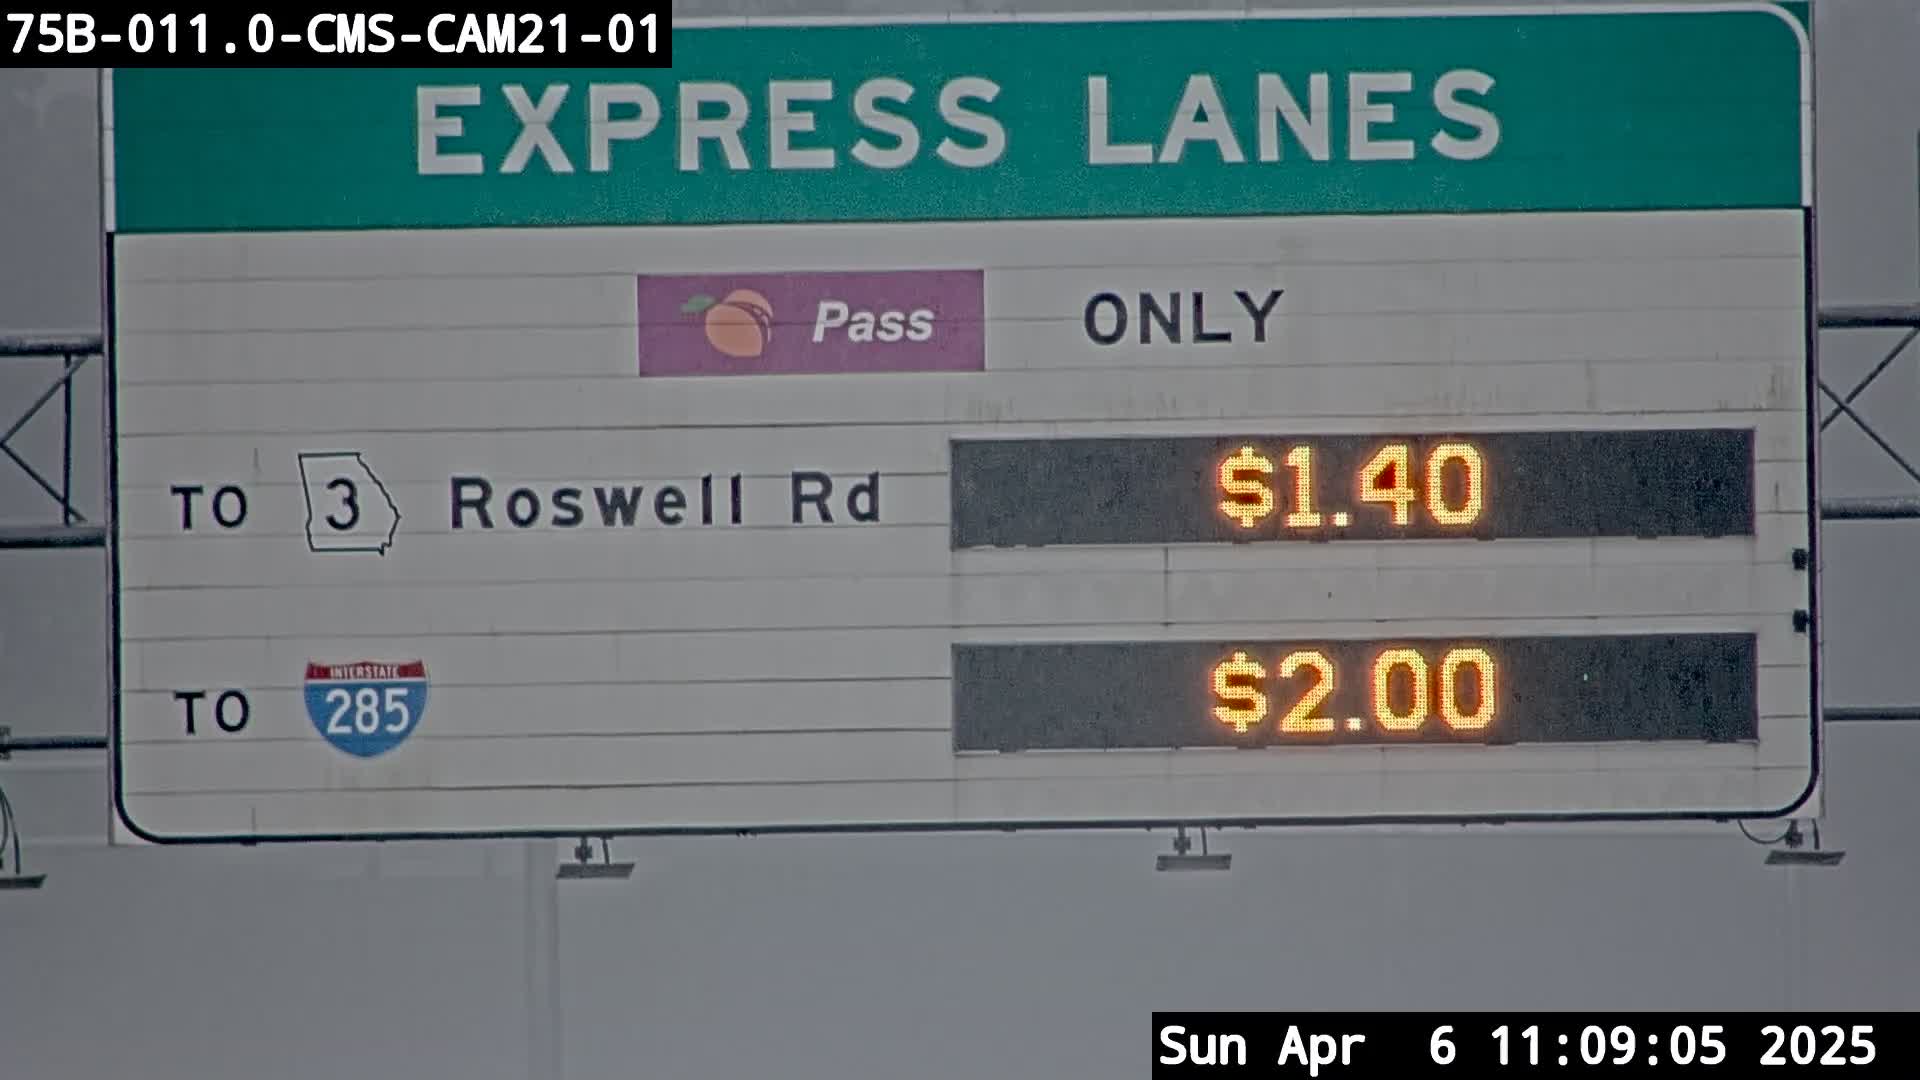 75B-011.0-CMS-CAM21-01
EXPRESS LANES
Pass ONLY
TO 3 Roswell Rd $1.40
INTERSTATE
TO 285 $2.00
Sun Apr 6 11:09:05 2025